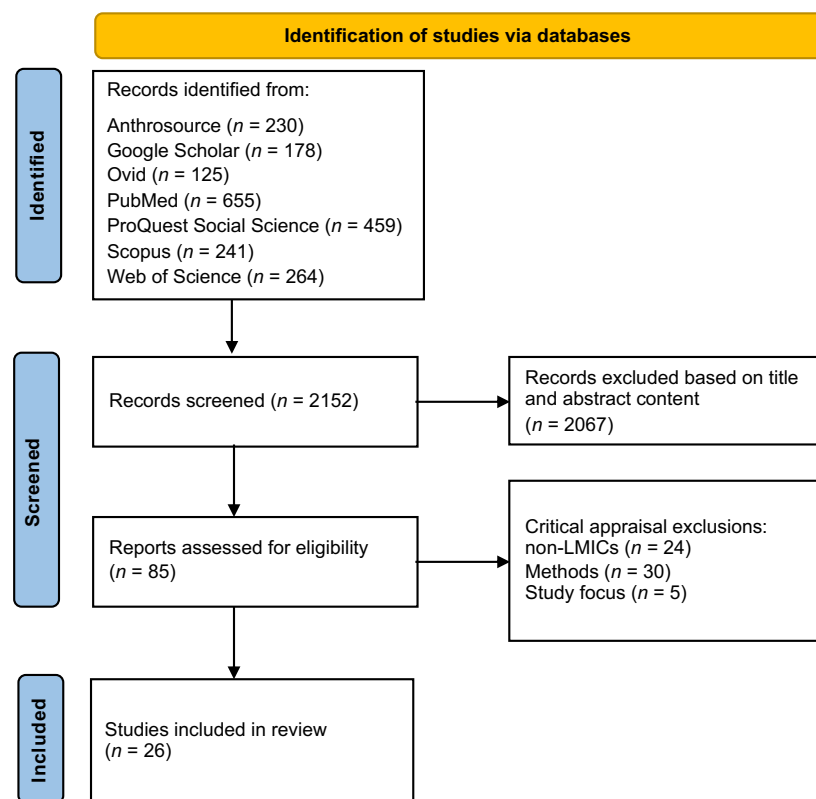 Identification of studies via databases
Identified
Records identified from:
Anthrosource (n = 230)
Google Scholar (n = 178)
Ovid (n = 125)
PubMed (n = 655)
ProQuest Social Science (n = 459)
Scopus (n = 241)
Web of Science (n = 264)
Screened
Records screened (n = 2152)
Records excluded based on title
and abstract content
(n = 2067)
Reports assessed for eligibility
(n = 85)
Critical appraisal exclusions:
non-LMICs (n = 24)
Methods (n = 30)
Study focus (n = 5)
Included
Studies included in review
(n = 26)